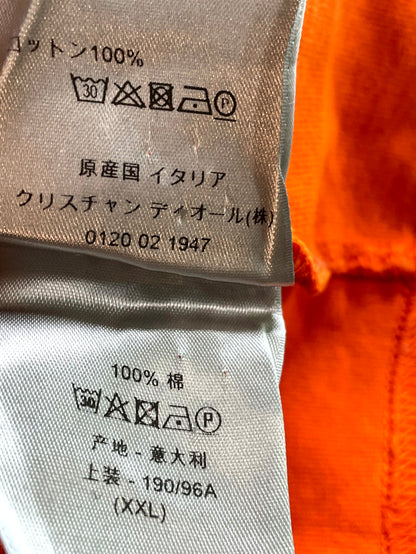 コットン100%
30 P
原産国 イタリア
クリスチャン ディオール(株)
0120 02 1947
100% 棉
30 P
产地 - 意大利
上装 - 190/96A
(XXL)